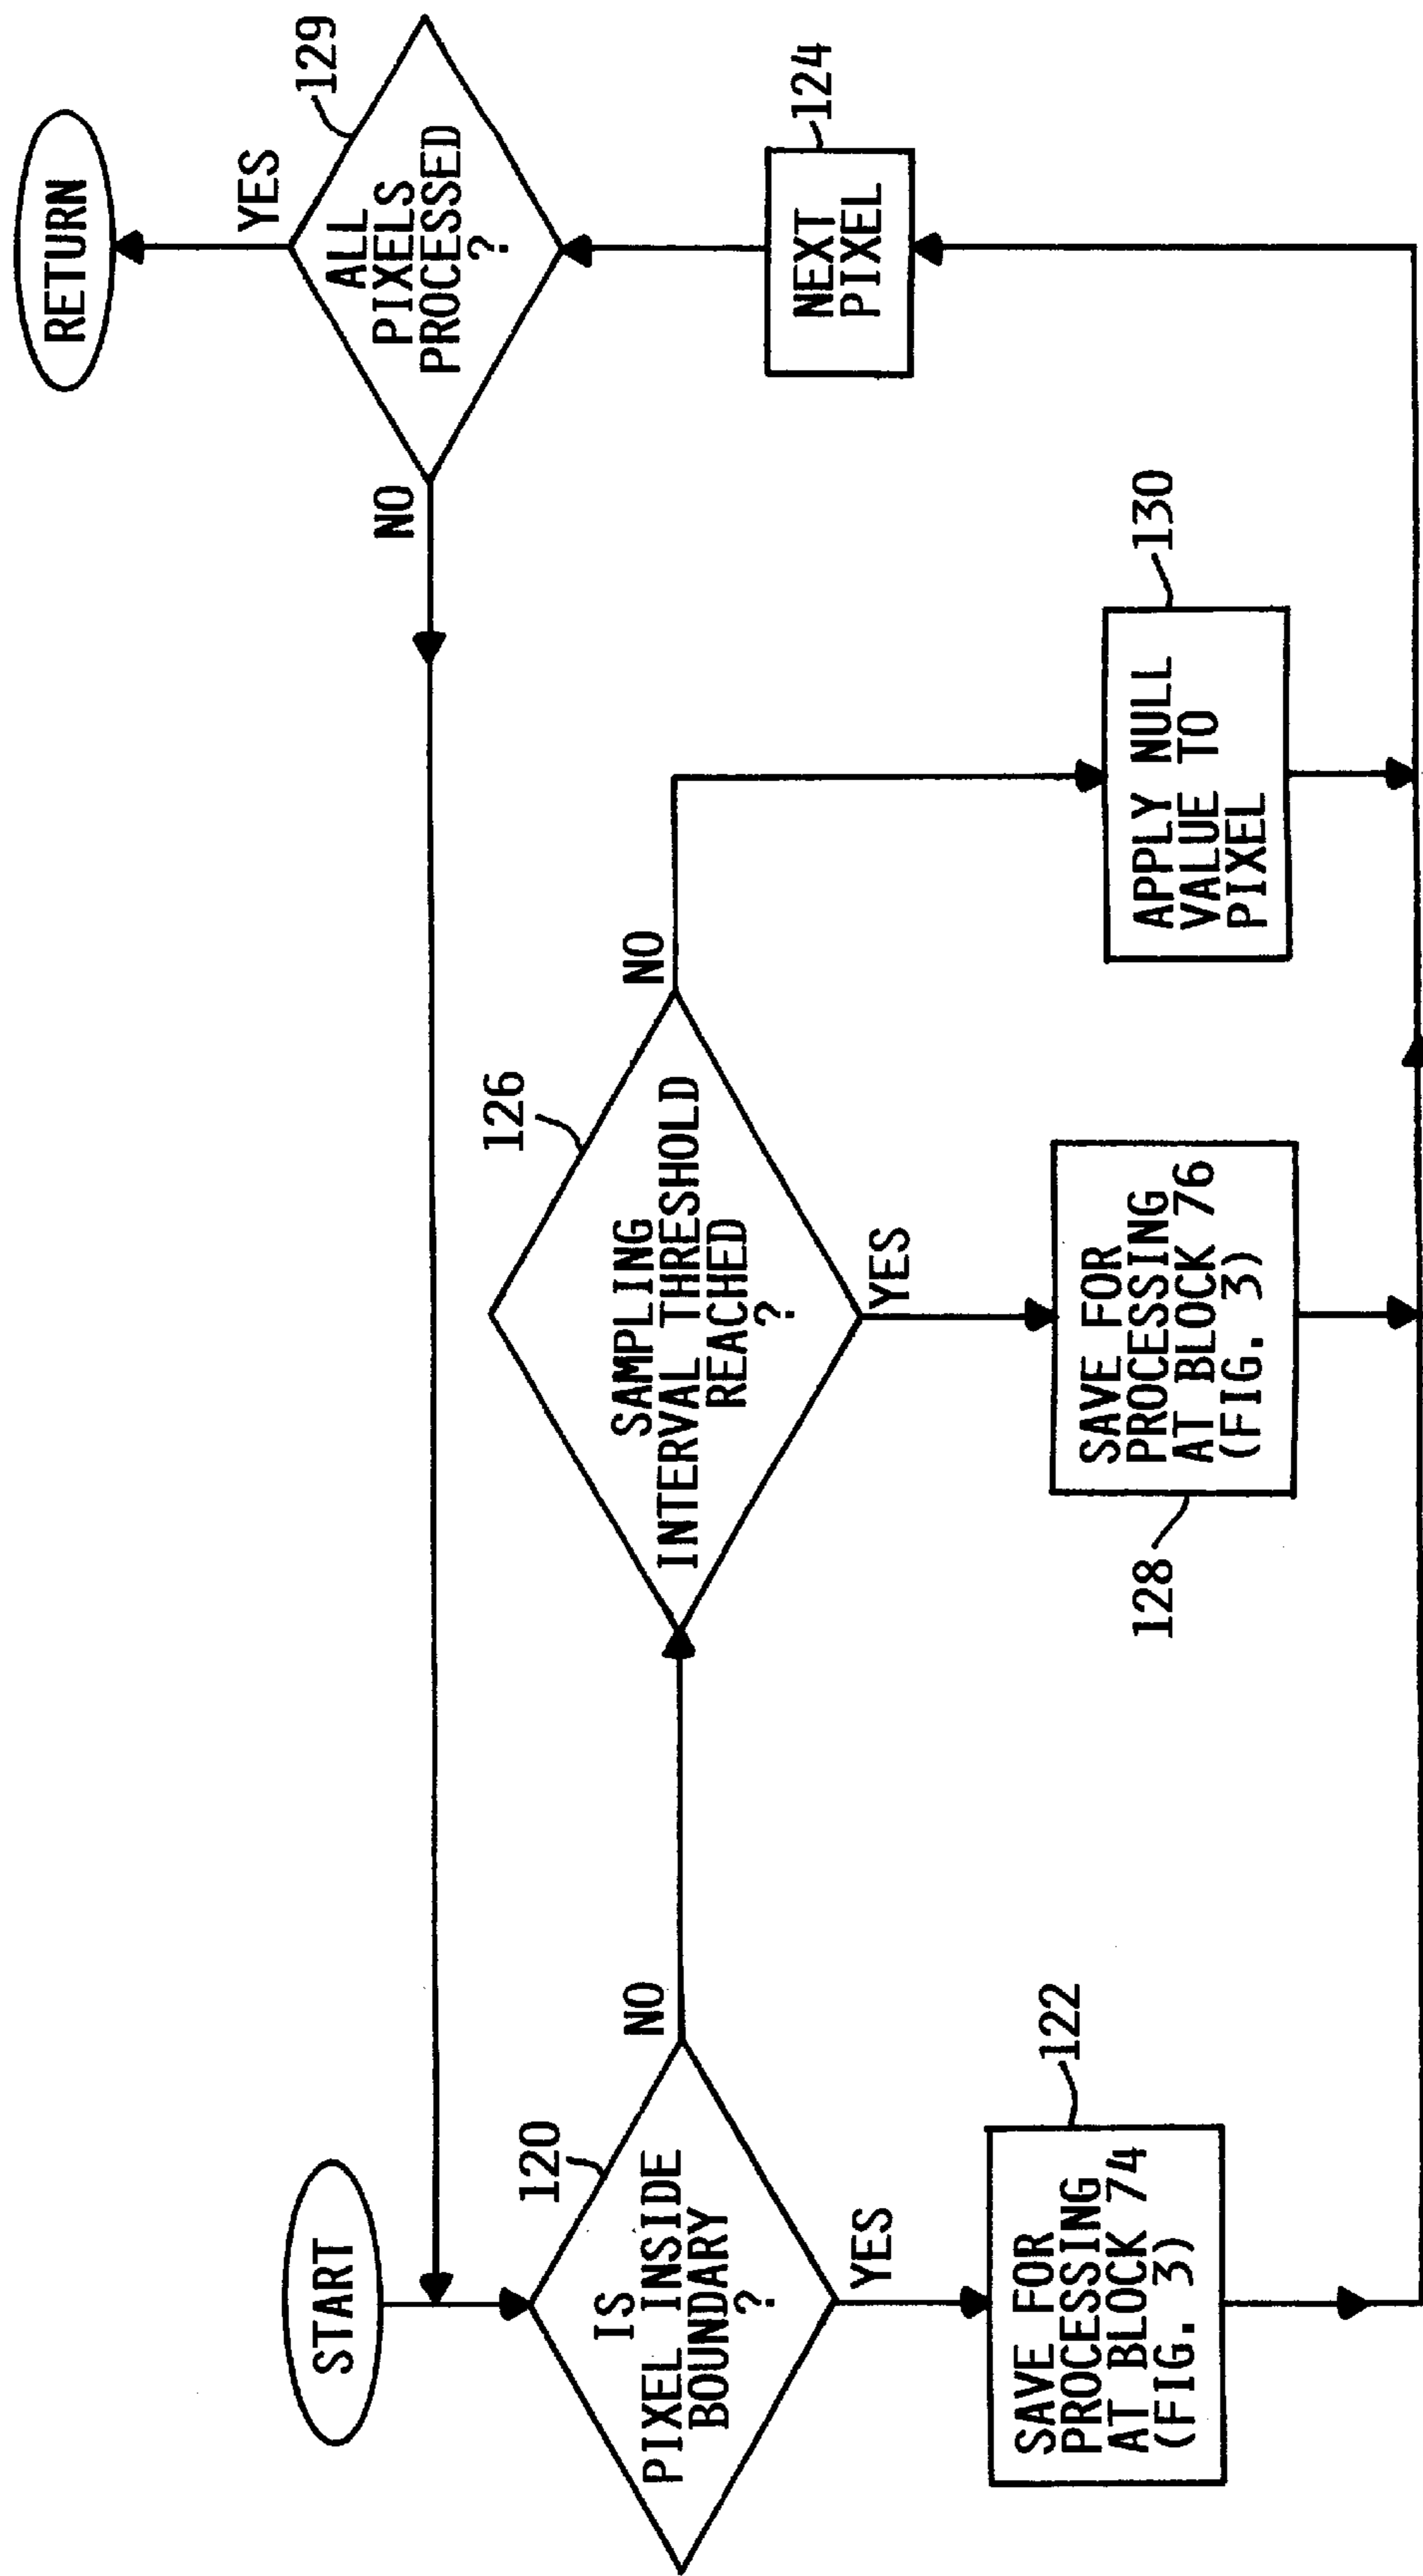 START
120
IS
PIXEL INSIDE
BOUNDARY
?
NO
YES
SAVE FOR
PROCESSING
AT BLOCK 74
(FIG. 3)
122
126
SAMPLING
INTERVAL THRESHOLD
REACHED
?
NO
YES
SAVE FOR
PROCESSING
AT BLOCK 76
(FIG. 3)
128
APPLY NULL
VALUE TO
PIXEL
130
NEXT
PIXEL
124
ALL
PIXELS
PROCESSED
?
129
NO
YES
RETURN